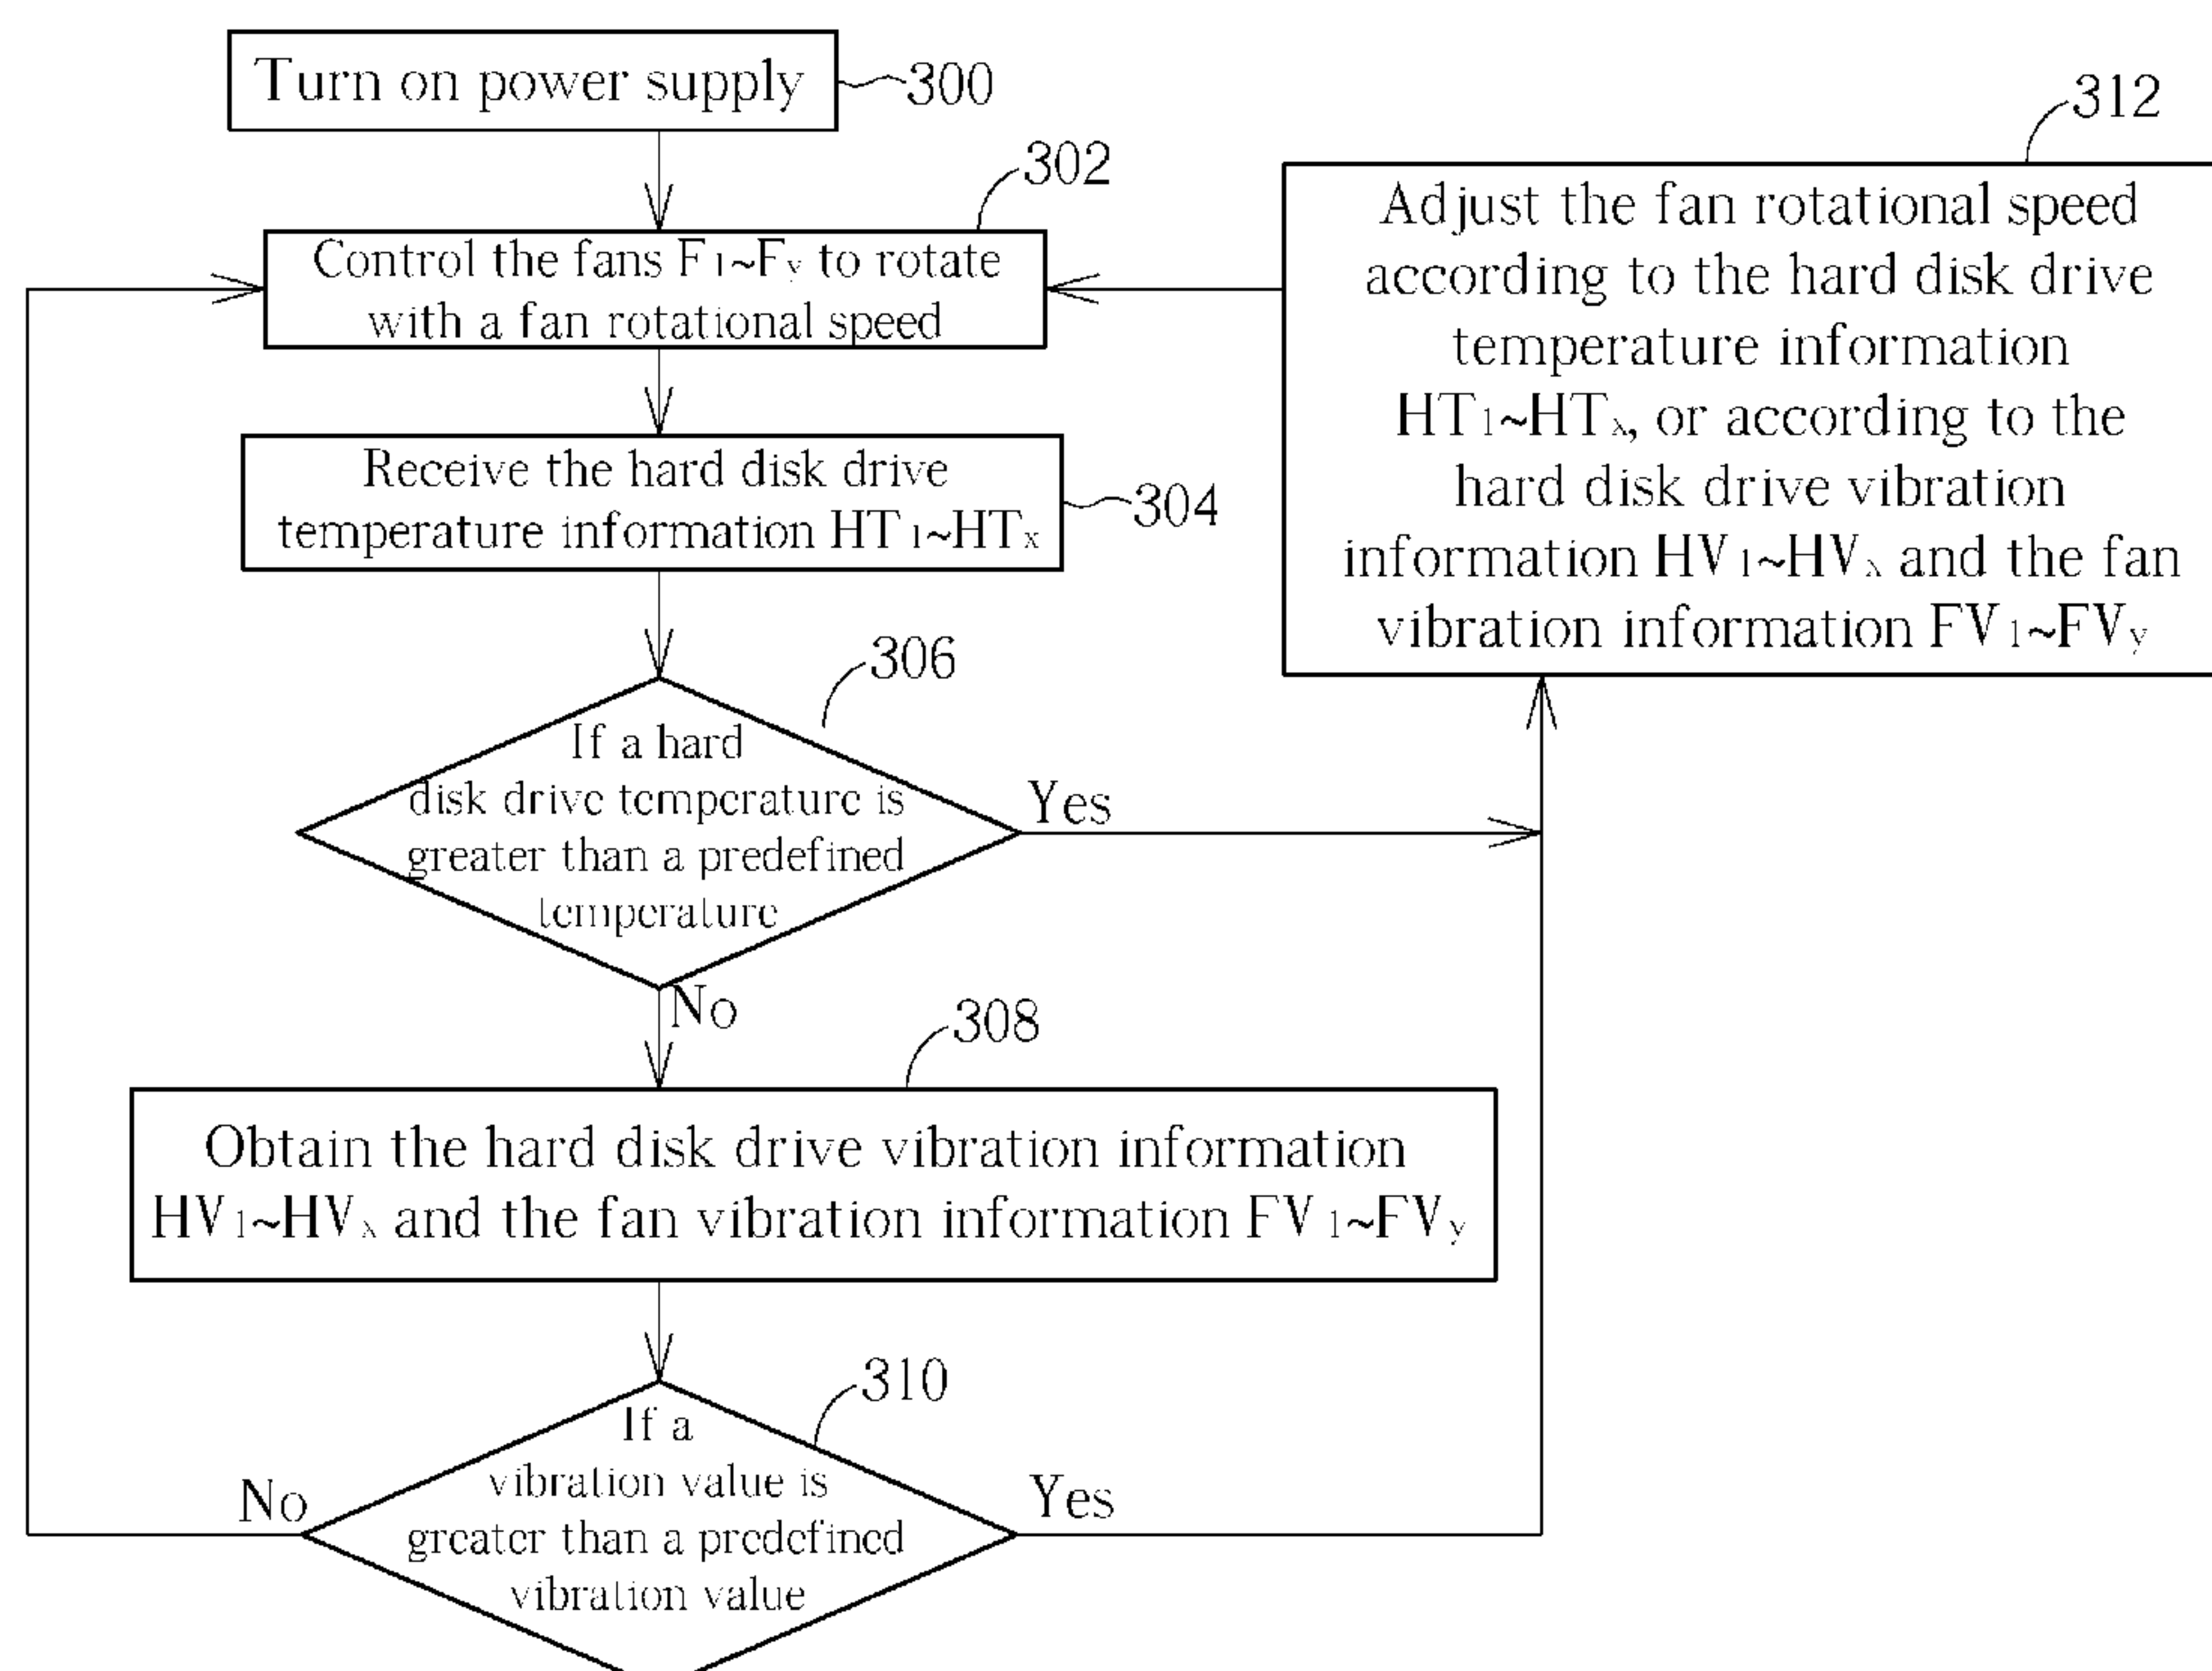 Turn on power supply
300
302
Control the fans F1~Fy to rotate
with a fan rotational speed
Receive the hard disk drive
temperature information HT1~HTx
304
306
If a hard
disk drive temperature is
greater than a predefined
temperature
Yes
No
308
Obtain the hard disk drive vibration information
HV1~HVx and the fan vibration information FV1~FVy
310
If a
vibration value is
greater than a predefined
vibration value
No
Yes
312
Adjust the fan rotational speed
according to the hard disk drive
temperature information
HT1~HTx, or according to the
hard disk drive vibration
information HV1~HVx and the fan
vibration information FV1~FVy